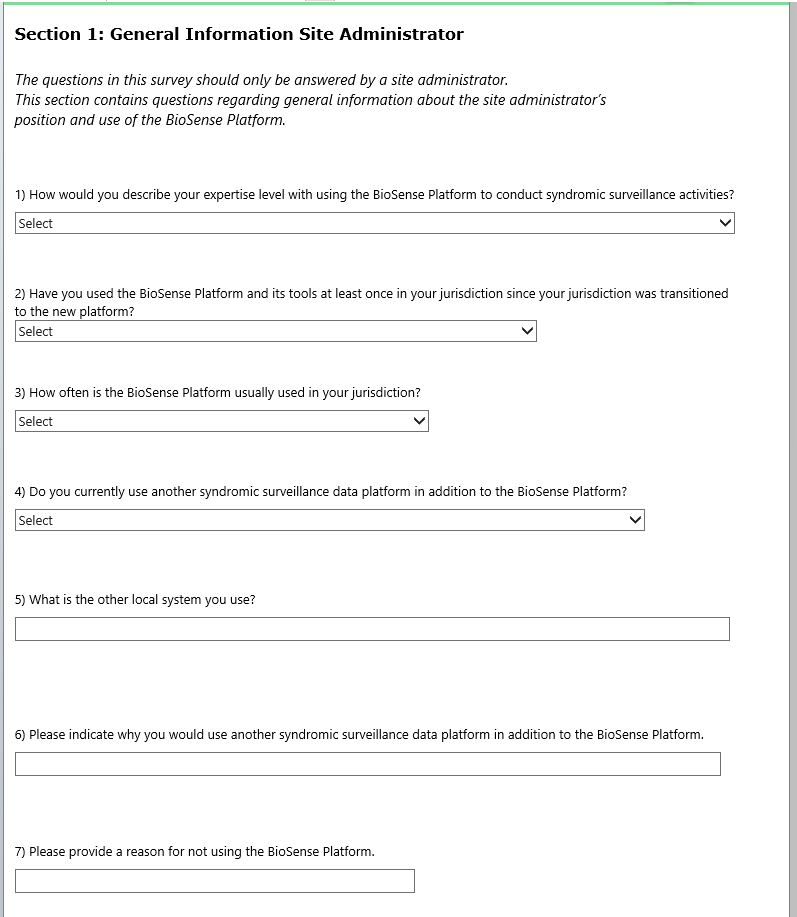 Section 1: General Information Site Administrator
The questions in this survey should only be answered by a site administrator.
This section contains questions regarding general information about the site administrator's
position and use of the BioSense Platform.
1) How would you describe your expertise level with using the BioSense Platform to conduct syndromic surveillance activities?
Select
2) Have you used the BioSense Platform and its tools at least once in your jurisdiction since your jurisdiction was transitioned
to the new platform?
Select
3) How often is the BioSense Platform usually used in your jurisdiction?
Select
4) Do you currently use another syndromic surveillance data platform in addition to the BioSense Platform?
Select
5) What is the other local system you use?
6) Please indicate why you would use another syndromic surveillance data platform in addition to the BioSense Platform.
7) Please provide a reason for not using the BioSense Platform.